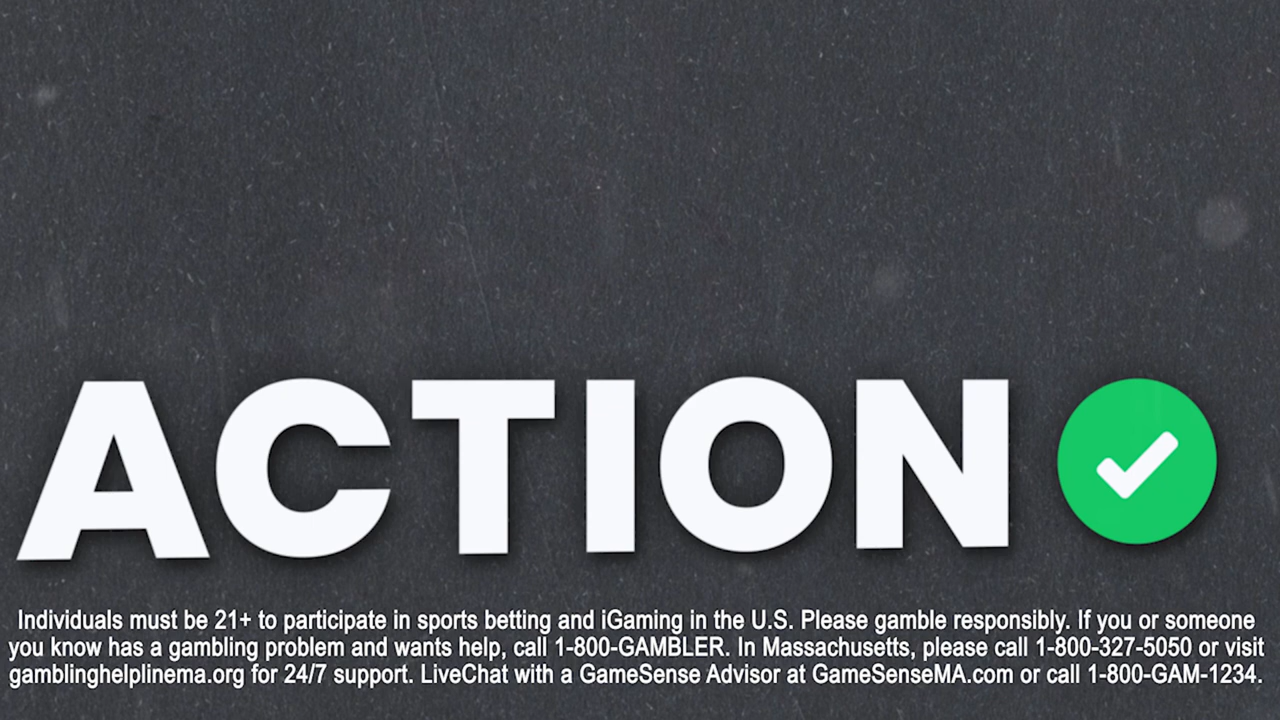 ACTION
Individuals must be 21+ to participate in sports betting and iGaming in the U.S. Please gamble responsibly. If you or someone
you know has a gambling problem and wants help, call 1-800-GAMBLER. In Massachusetts, please call 1-800-327-5050 or visit
gamblinghelplinema.org for 24/7 support. LiveChat with a GameSense Advisor at GameSenseMA.com or call 1-800-GAM-1234.